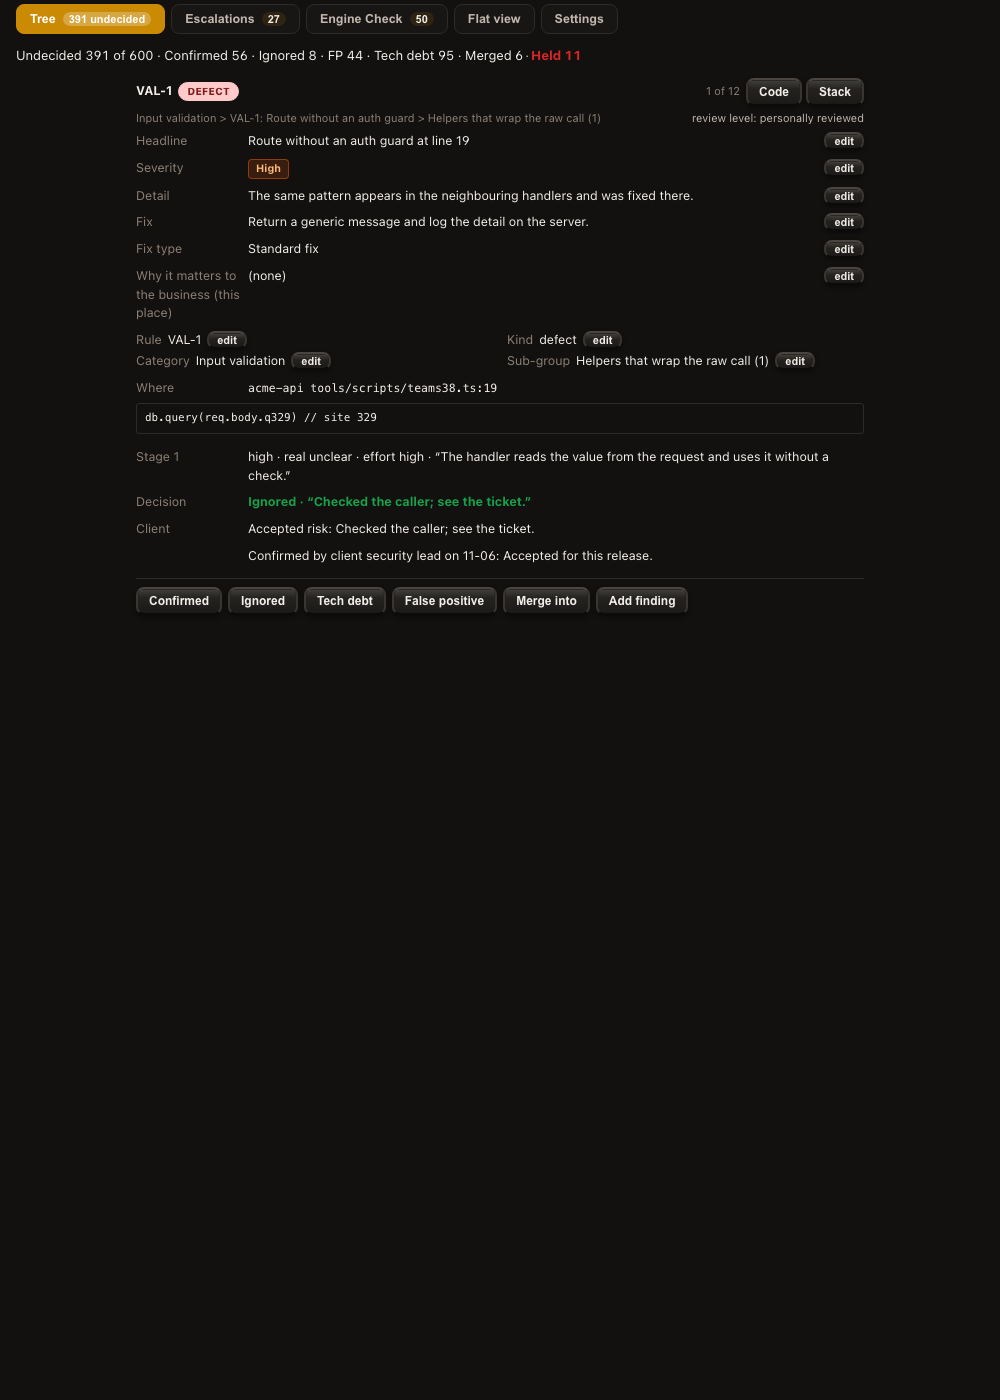 Tree 391 undecided Escalations 27 Engine Check 50 Flat view Settings
Undecided 391 of 600 · Confirmed 56 · Ignored 8 · FP 44 · Tech debt 95 · Merged 6 · Held 11
VAL-1 DEFECT 1 of 12 Code Stack
Input validation > VAL-1: Route without an auth guard > Helpers that wrap the raw call (1) review level: personally reviewed
Headline Route without an auth guard at line 19 edit
Severity High edit
Detail The same pattern appears in the neighbouring handlers and was fixed there. edit
Fix Return a generic message and log the detail on the server. edit
Fix type Standard fix edit
Why it matters to (none) edit
the business (this
place)
Rule VAL-1 edit Kind defect edit
Category Input validation edit Sub-group Helpers that wrap the raw call (1) edit
Where acme-api tools/scripts/teams38.ts:19
db.query(req.body.q329) // site 329
Stage 1 high · real unclear · effort high · “The handler reads the value from the request and uses it without a
check.”
Decision Ignored · “Checked the caller; see the ticket.”
Client Accepted risk: Checked the caller; see the ticket.
Confirmed by client security lead on 11-06: Accepted for this release.
Confirmed Ignored Tech debt False positive Merge into Add finding